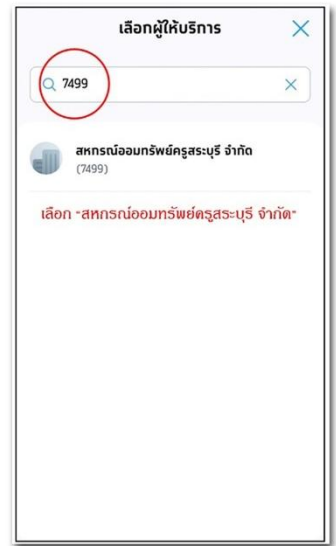 เลือกผู้ให้บริการ
7499
สหกรณ์ออมทรัพย์ครูสระบุรี จำกัด
(7499)
เลือก "สหกรณ์ออมทรัพย์ครูสระบุรี จำกัด"